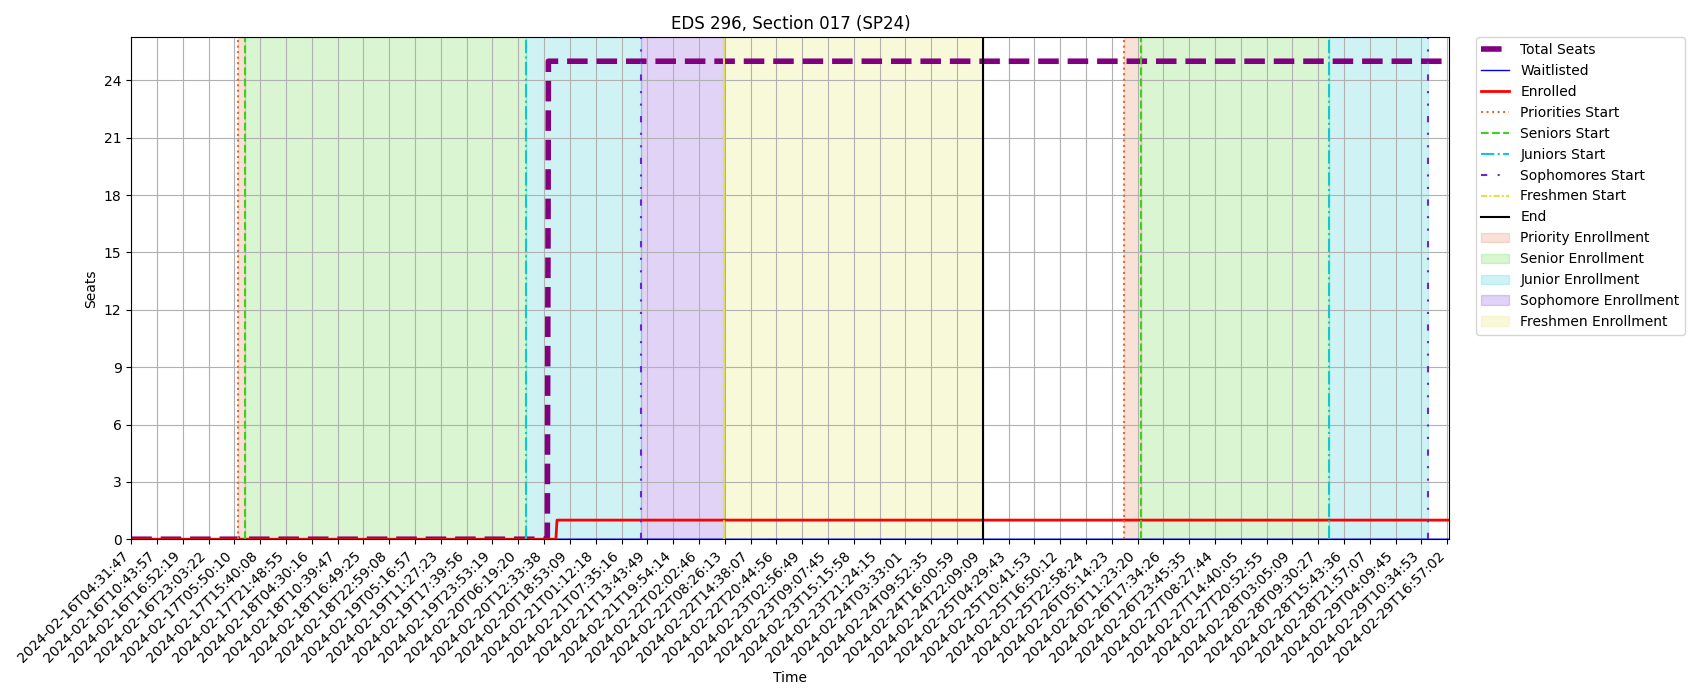 EDS 296, Section 017 (SP24)
Seats
24
21
18
15
12
9
6
3
0
2024-02-16T04:31:47
2024-02-16T10:43:57
2024-02-16T16:52:19
2024-02-16T23:03:22
2024-02-17T05:50:10
2024-02-17T15:40:08
2024-02-17T21:48:55
2024-02-18T04:30:16
2024-02-18T10:39:47
2024-02-18T16:49:25
2024-02-18T22:59:08
2024-02-19T05:16:57
2024-02-19T11:27:23
2024-02-19T17:39:56
2024-02-19T23:53:19
2024-02-20T06:19:20
2024-02-20T12:33:38
2024-02-20T18:53:09
2024-02-21T01:12:18
2024-02-21T07:35:16
2024-02-21T13:43:49
2024-02-21T19:54:14
2024-02-22T02:02:46
2024-02-22T08:26:13
2024-02-22T14:38:07
2024-02-22T20:44:56
2024-02-23T02:56:49
2024-02-23T09:07:45
2024-02-23T15:15:58
2024-02-23T21:24:15
2024-02-24T03:33:01
2024-02-24T09:52:35
2024-02-24T16:00:59
2024-02-24T22:09:09
2024-02-25T04:29:43
2024-02-25T10:41:53
2024-02-25T16:50:12
2024-02-25T22:58:24
2024-02-26T05:14:23
2024-02-26T11:23:20
2024-02-26T17:34:26
2024-02-26T23:45:35
2024-02-27T08:27:44
2024-02-27T14:40:05
2024-02-27T20:52:55
2024-02-28T03:05:09
2024-02-28T09:30:27
2024-02-28T15:43:36
2024-02-28T21:57:07
2024-02-29T04:09:45
2024-02-29T10:34:53
2024-02-29T16:57:02
Time
Total Seats
Waitlisted
Enrolled
Priorities Start
Seniors Start
Juniors Start
Sophomores Start
Freshmen Start
End
Priority Enrollment
Senior Enrollment
Junior Enrollment
Sophomore Enrollment
Freshmen Enrollment